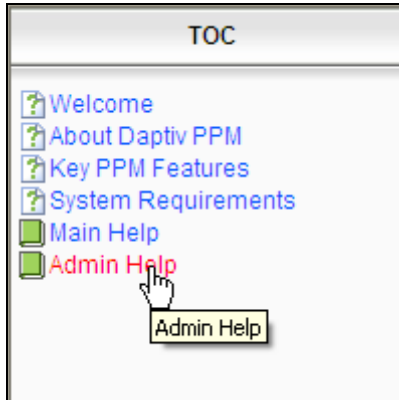 TOC
Welcome
About Daptiv PPM
Key PPM Features
System Requirements
Main Help
Admin Help
Admin Help